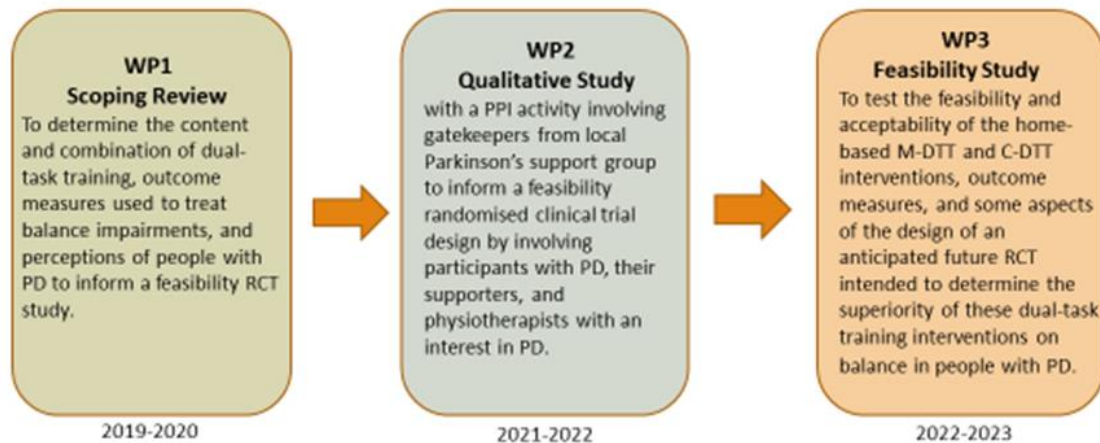 WP1
Scoping Review
To determine the content
and combination of dual-
task training, outcome
measures used to treat
balance impairments, and
perceptions of people with
PD to inform a feasibility RCT
study.
2019-2020
WP2
Qualitative Study
with a PPI activity involving
gatekeepers from local
Parkinson's support group
to inform a feasibility
randomised clinical trial
design by involving
participants with PD, their
supporters, and
physiotherapists with an
interest in PD.
2021-2022
WP3
Feasibility Study
To test the feasibility and
acceptability of the home-
based M-DTT and C-DTT
interventions, outcome
measures, and some aspects
of the design of an
anticipated future RCT
intended to determine the
superiority of these dual-task
training interventions on
balance in people with PD.
2022-2023